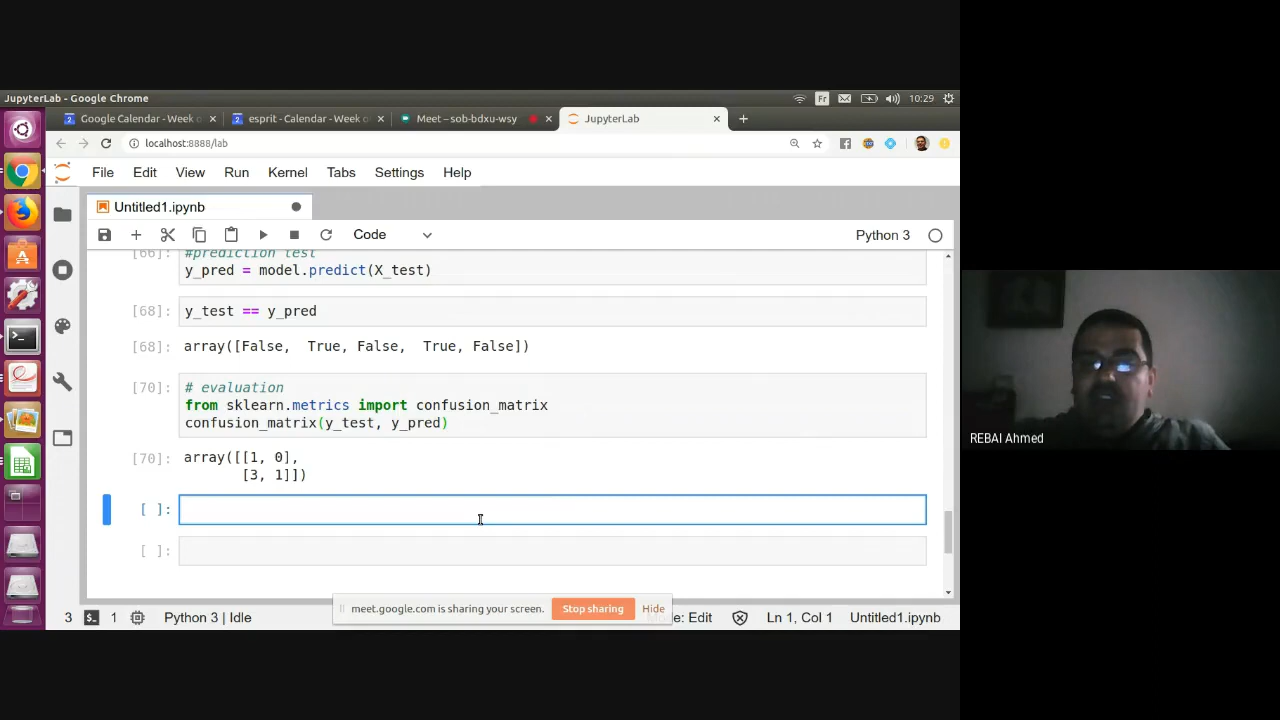 JupyterLab - Google Chrome
Fr
10:29
Google Calendar - Week o
esprit - Calendar - Week o
Meet – sob-bdxu-wsy
JupyterLab
localhost:8888/lab
File Edit View Run Kernel Tabs Settings Help
Untitled1.ipynb
Code
Python 3
[66]: #prediction test
y_pred = model.predict(X_test)
[68]: y_test == y_pred
[68]: array([False,  True, False,  True, False])
[70]: # evaluation
from sklearn.metrics import confusion_matrix
confusion_matrix(y_test, y_pred)
[70]: array([[1, 0],
[3, 1]])
[ ]:
[ ]:
REBAI Ahmed
meet.google.com is sharing your screen. Stop sharing Hide
3 1 Python 3 | Idle de: Edit Ln 1, Col 1 Untitled1.ipynb